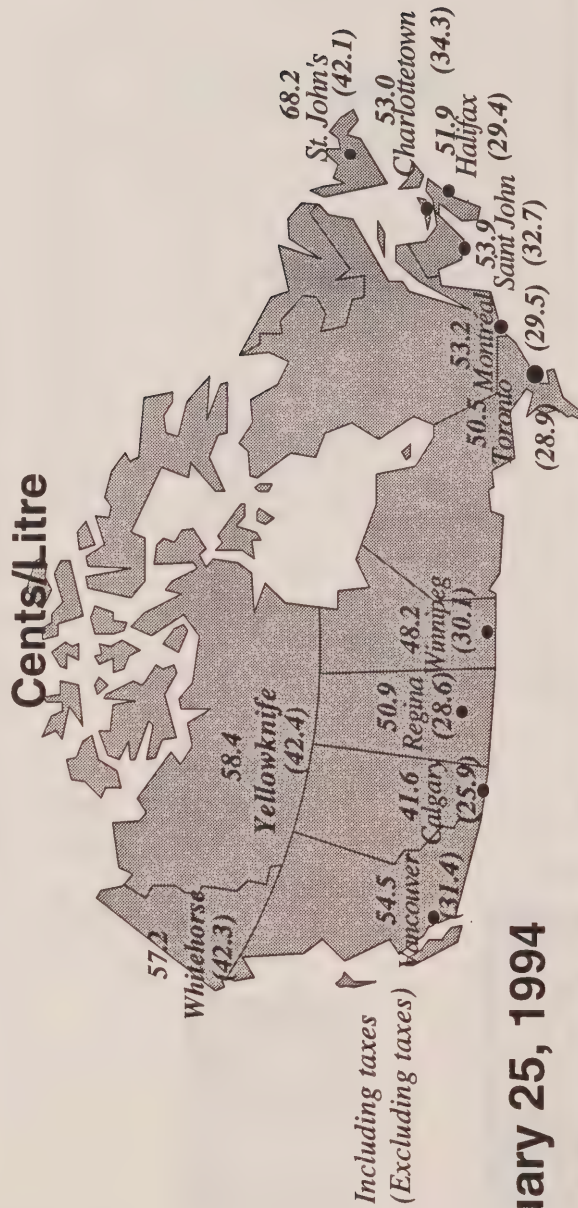 Cents/Litre
57.2
Whitehorse
(42.3)
58.4
Yellowknife
(42.4)
54.5
Vancouver
(31.4)
41.6
Calgary
(25.9)
50.9
Regina
(28.6)
48.2
Winnipeg
(30.1)
50.5
Toronto
(28.9)
53.2
Montréal
(29.5)
53.9
Saint John
(32.7)
51.9
Halifax
(29.4)
53.0
Charlottetown
(34.3)
68.2
St. John's
(42.1)
Including taxes
(Excluding taxes)
25, 1994